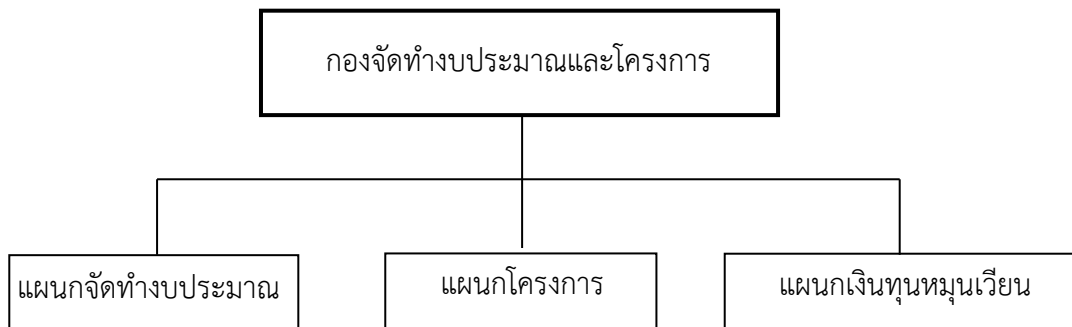 กองจัดทำงบประมาณและโครงการ
แผนกจัดทำงบประมาณ
แผนกโครงการ
แผนกเงินทุนหมุนเวียน